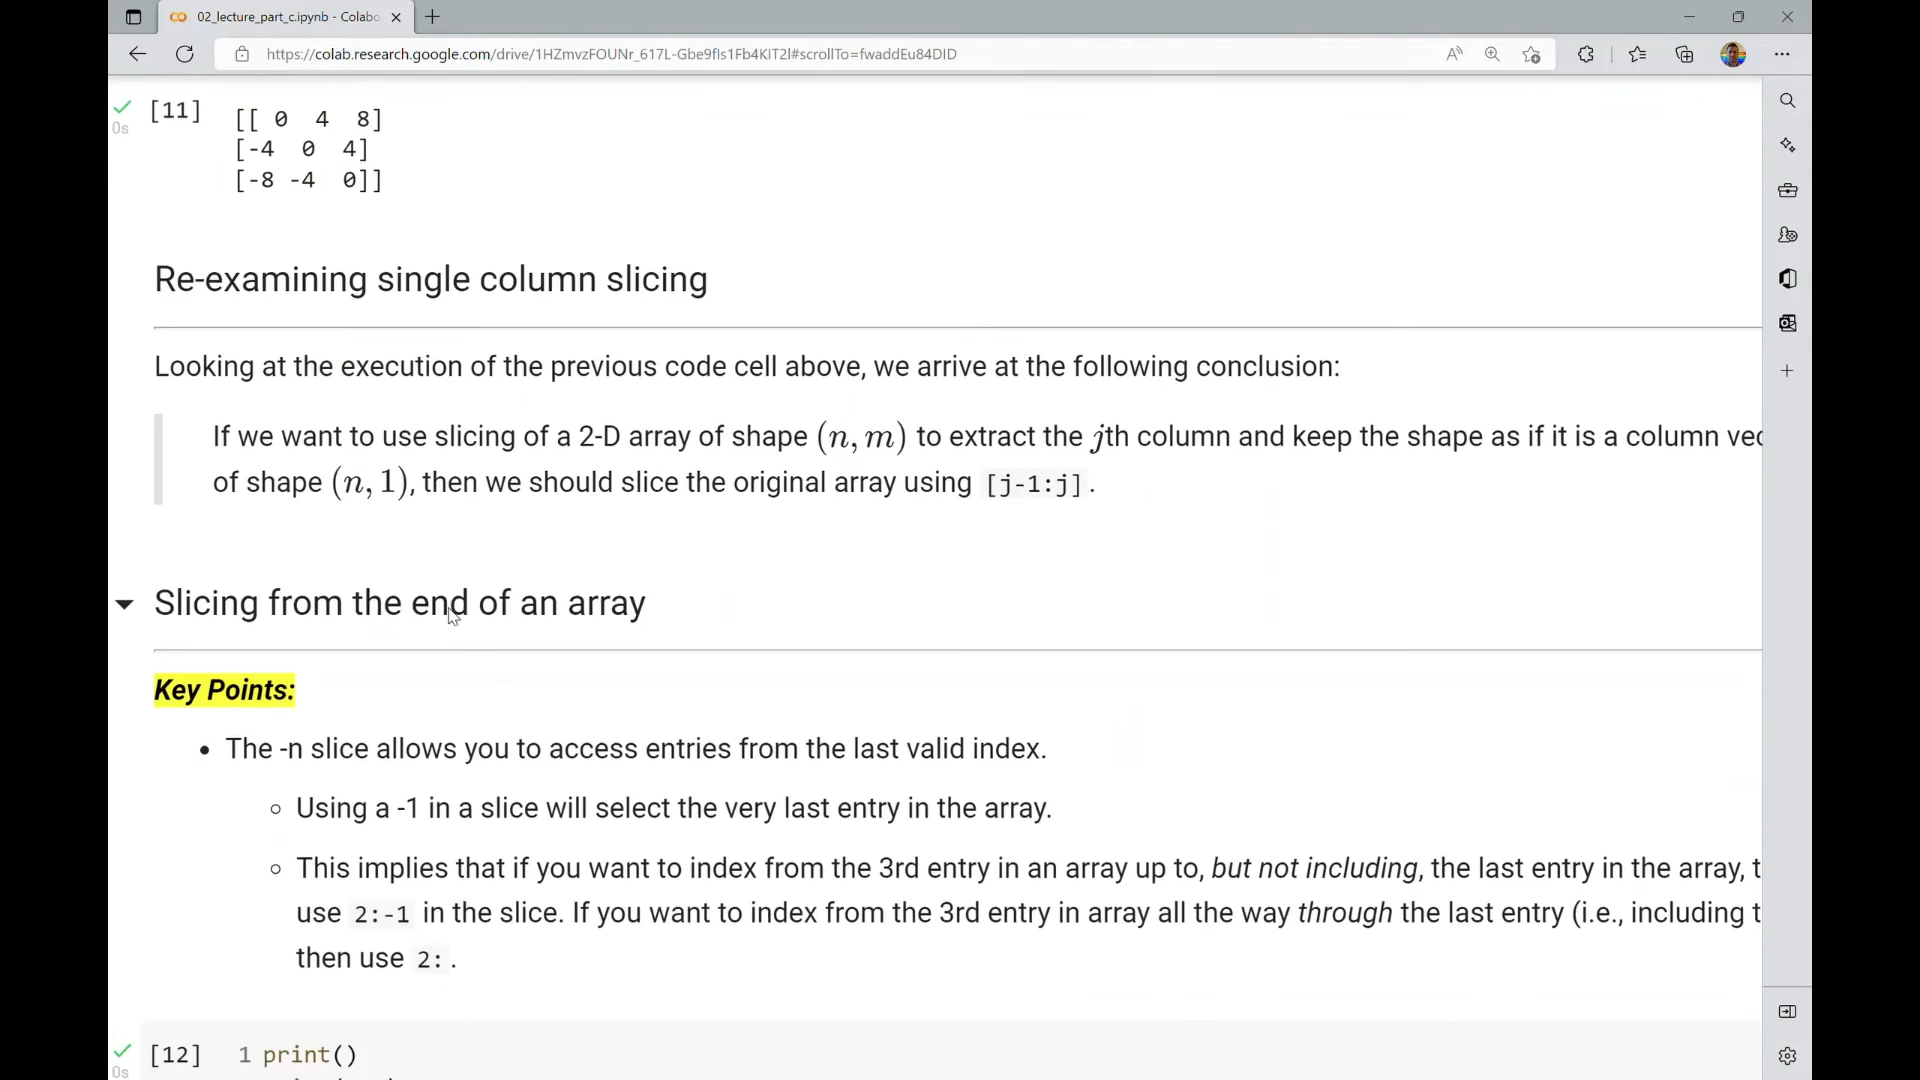 02_lecture_part_c.ipynb - Colabo
https://colab.research.google.com/drive/1HZmvzFOUNr_617L-Gbe9fIs1Fb4KIT2I#scrollTo=fwaddEu84DID
[11] [[ 0 4 8]
0s
[-4 0 4]
[-8 -4 0]]
Re-examining single column slicing
Looking at the execution of the previous code cell above, we arrive at the following conclusion:
If we want to use slicing of a 2-D array of shape (n, m) to extract the jth column and keep the shape as if it is a column vec
of shape (n, 1), then we should slice the original array using [j-1:j].
Slicing from the end of an array
Key Points:
• The -n slice allows you to access entries from the last valid index.
○ Using a -1 in a slice will select the very last entry in the array.
○ This implies that if you want to index from the 3rd entry in an array up to, but not including, the last entry in the array, t
use 2:-1 in the slice. If you want to index from the 3rd entry in array all the way through the last entry (i.e., including t
then use 2: .
[12] 1 print()
0s